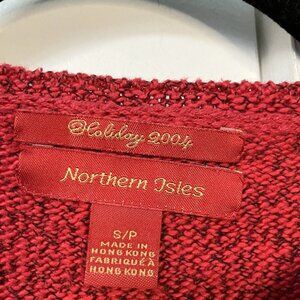 Holiday 2004
Northern Isles
S/P
MADE IN
HONG KONG
FABRIQUÉ À
HONG KONG